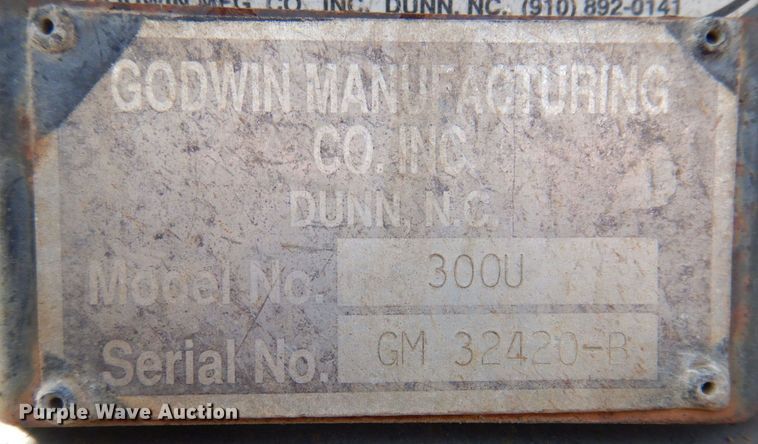 CO. INC. DUNN, NC. (910) 892-0141
GODWIN MANUFACTURING
CO. INC.
DUNN, N.C.
Model No. 300U
Serial No. GM 32420-B
Purple Wave Auction